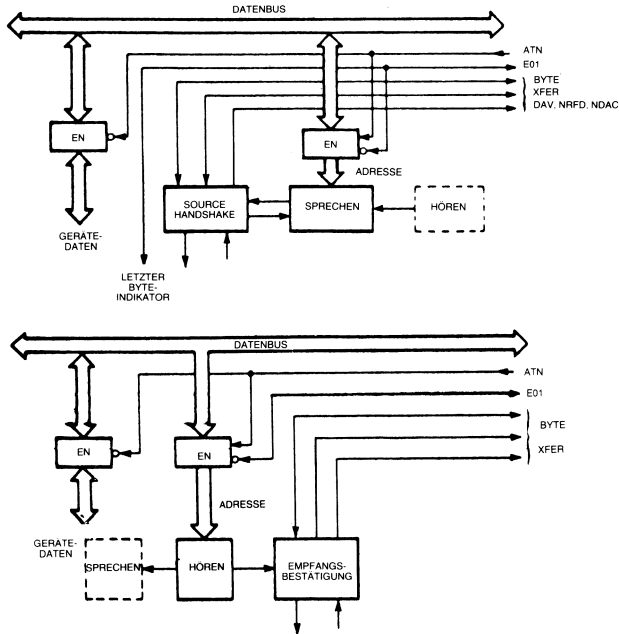 DATENBUS
ATN
E01
BYTE
XFER
DAV, NRFD, NDAC
EN
EN
ADRESSE
SOURCE
HANDSHAKE
SPRECHEN
HÖREN
GERÄTE-
DATEN
LETZTER
BYTE-
INDIKATOR
DATENBUS
ATN
E01
BYTE
XFER
EN
EN
ADRESSE
GERATE-
DATEN
SPRECHEN
HÖREN
EMPFANGS-
BESTÄTIGUNG